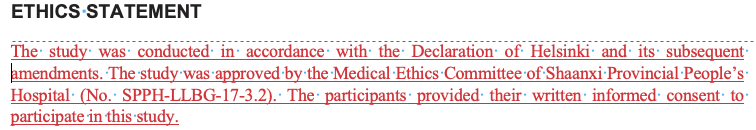 ETHICS STATEMENT
The study was conducted in accordance with the Declaration of Helsinki and its subsequent
amendments. The study was approved by the Medical Ethics Committee of Shaanxi Provincial People's
Hospital (No. SPPH-LLBG-17-3.2). The participants provided their written informed consent to
participate in this study.